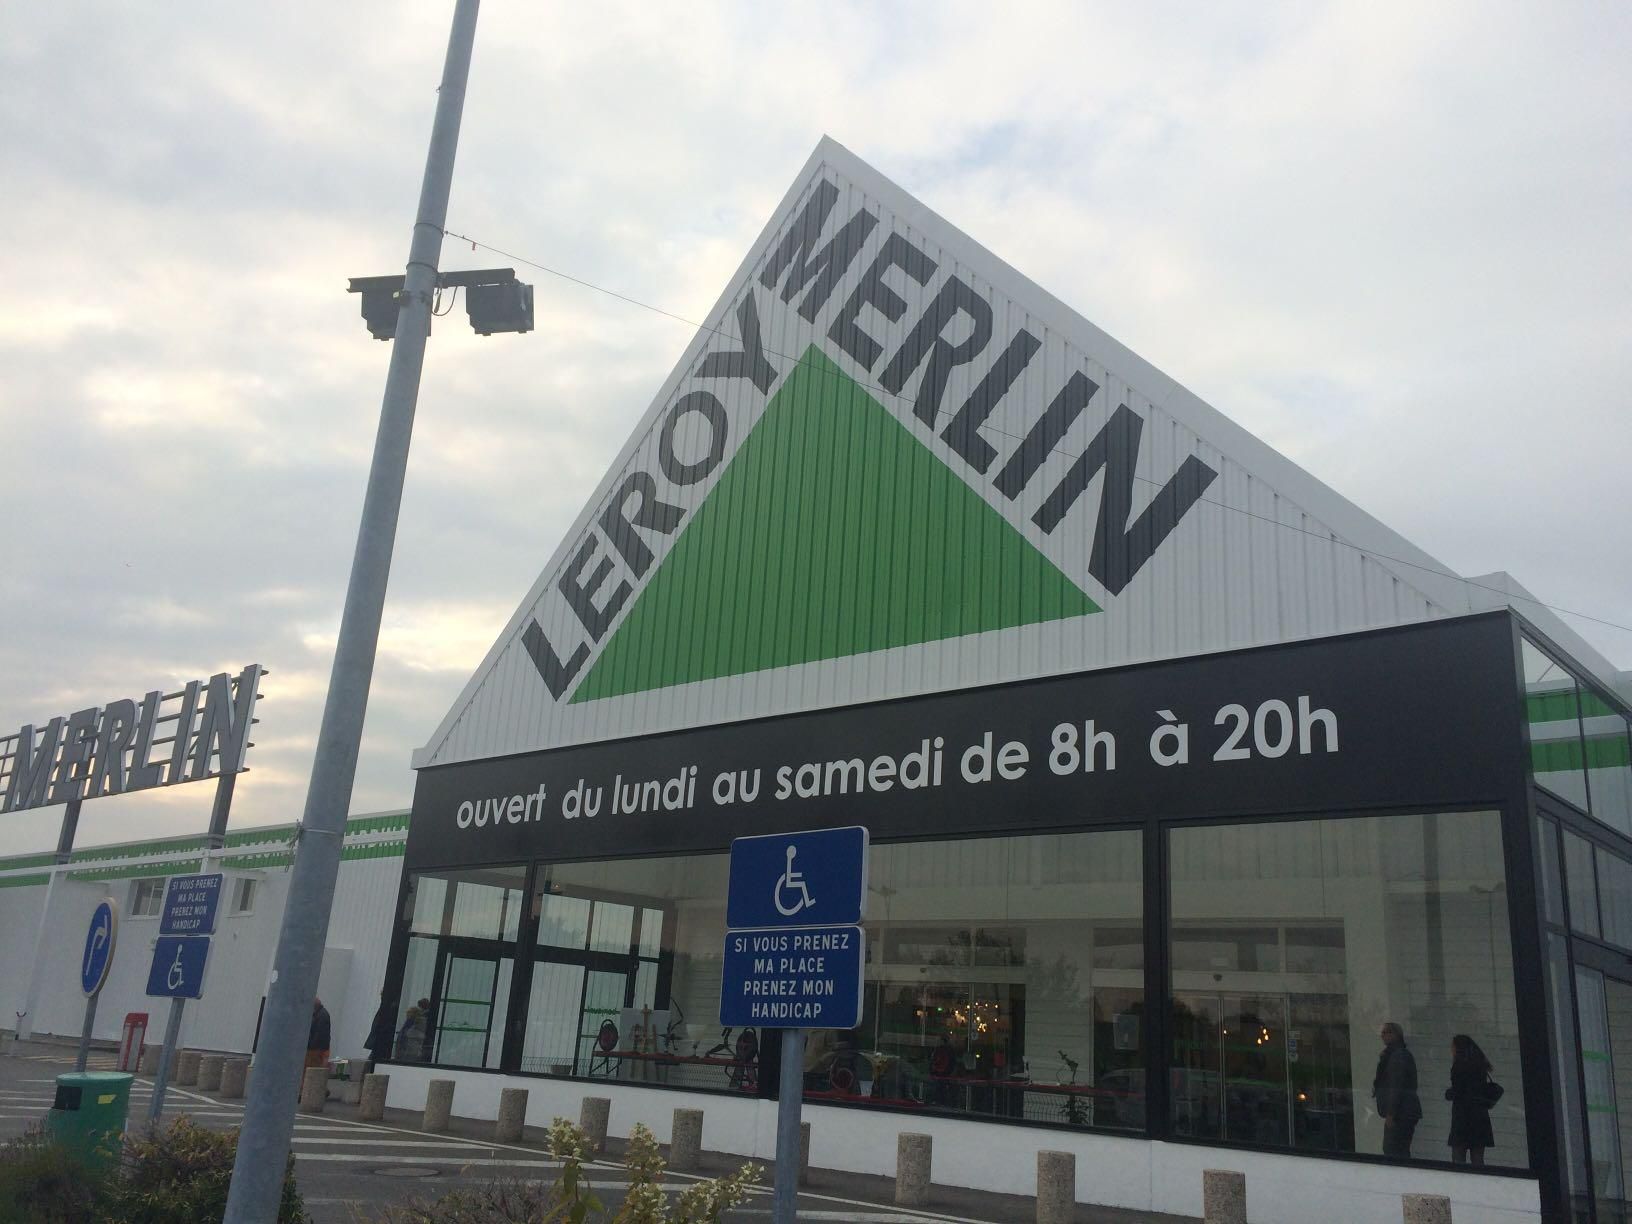 LEROY MERLIN
ouvert du lundi au samedi de 8h à 20h
MERLIN
SI VOUS PRENEZ
MA PLACE
PRENEZ MON
HANDICAP
SI VOUS PRENEZ
MA PLACE
PRENEZ MON
HANDICAP